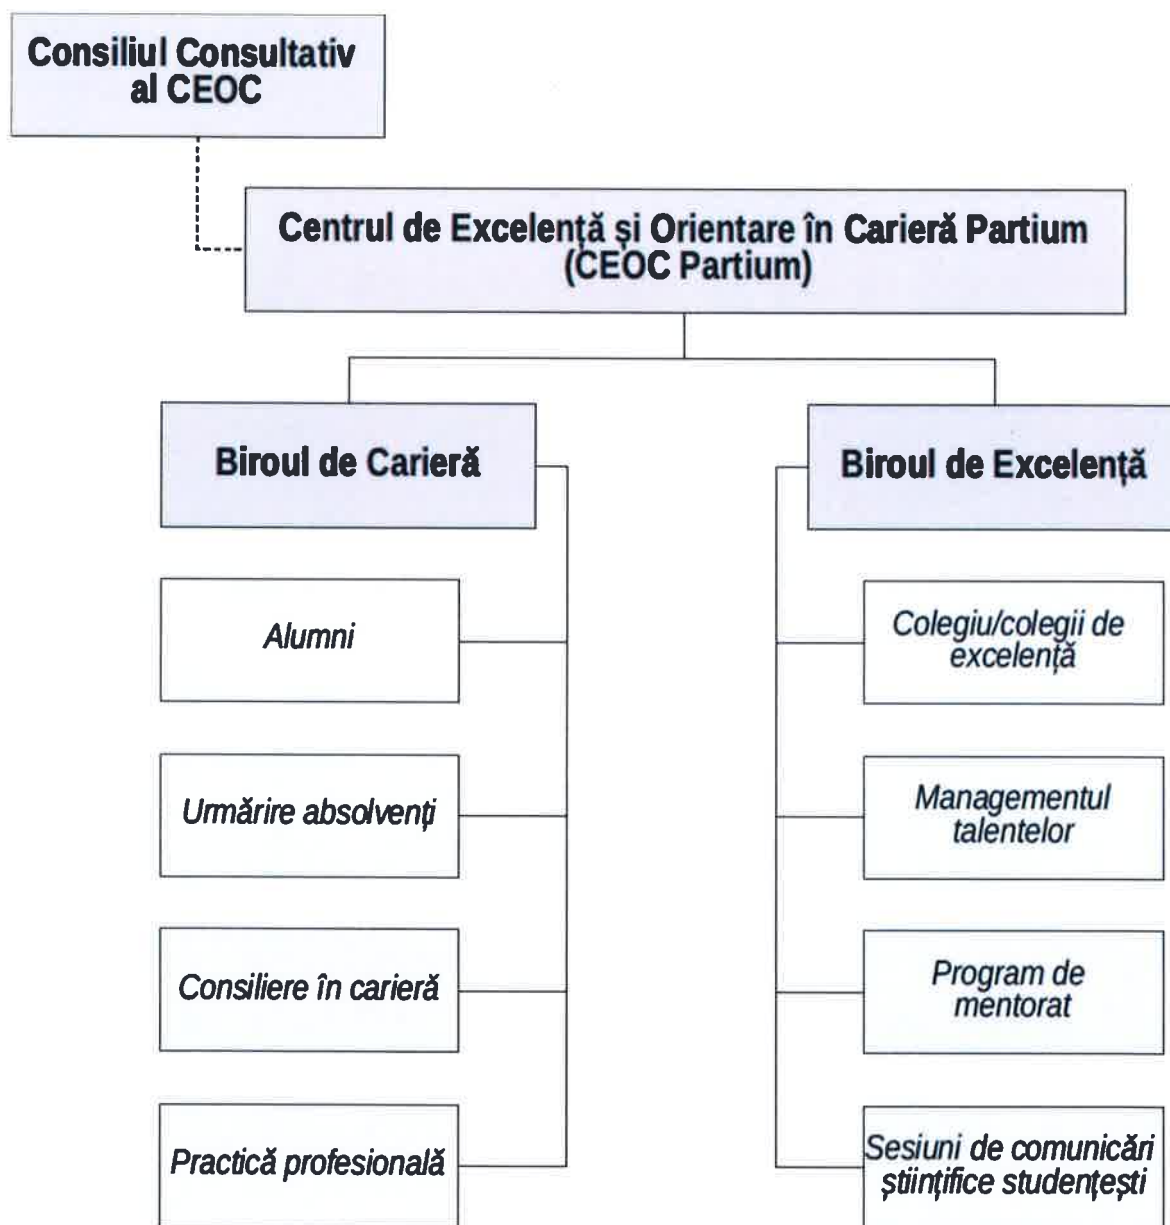 Consiliul Consultativ
al CEOC
Centrul de Excelență și Orientare în Carieră Partium
(CEOC Partium)
Biroul de Carieră
Biroul de Excelență
Alumni
Colegiu/colegii de
excelență
Urmărire absolvenți
Managementul
talentelor
Consiliere în carieră
Program de
mentorat
Practică profesională
Sesiuni de comunicări
științifice studențești